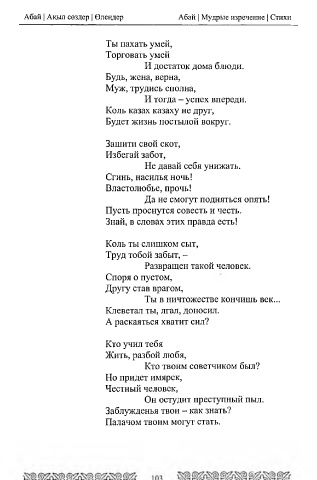 Абай | Ақыл сөздер | Өлеңдер
Абай | Мудрые изречение | Стихи
Ты пахать умей,
Торговать умей
И достаток дома блюди.
Будь, жена, верна,
Муж, трудись сполна,
И тогда – успех впереди.
Коль казах казаху не друг,
Будет жизнь постылой вокруг.
Защити свой скот,
Избегай забот,
Не давай себя унижать.
Сгинь, насилья ночь!
Властолюбье, прочь!
Да не смогут подняться опять!
Пусть проснутся совесть и честь.
Знай, в словах этих правда есть!
Коль ты слишком сыт,
Труд тобой забыт, –
Развращен такой человек.
Споря о пустом,
Другу став врагом,
Ты в ничтожестве кончишь век...
Клеветал ты, лгал, доносил.
А раскаяться хватит сил?
Кто учил тебя
Жить, разбой любя,
Кто твоим советчиком был?
Но придет имярек,
Честный человек,
Он остудит преступный пыл.
Заблужденья твои – как знать?
Палачом твоим могут стать.
103